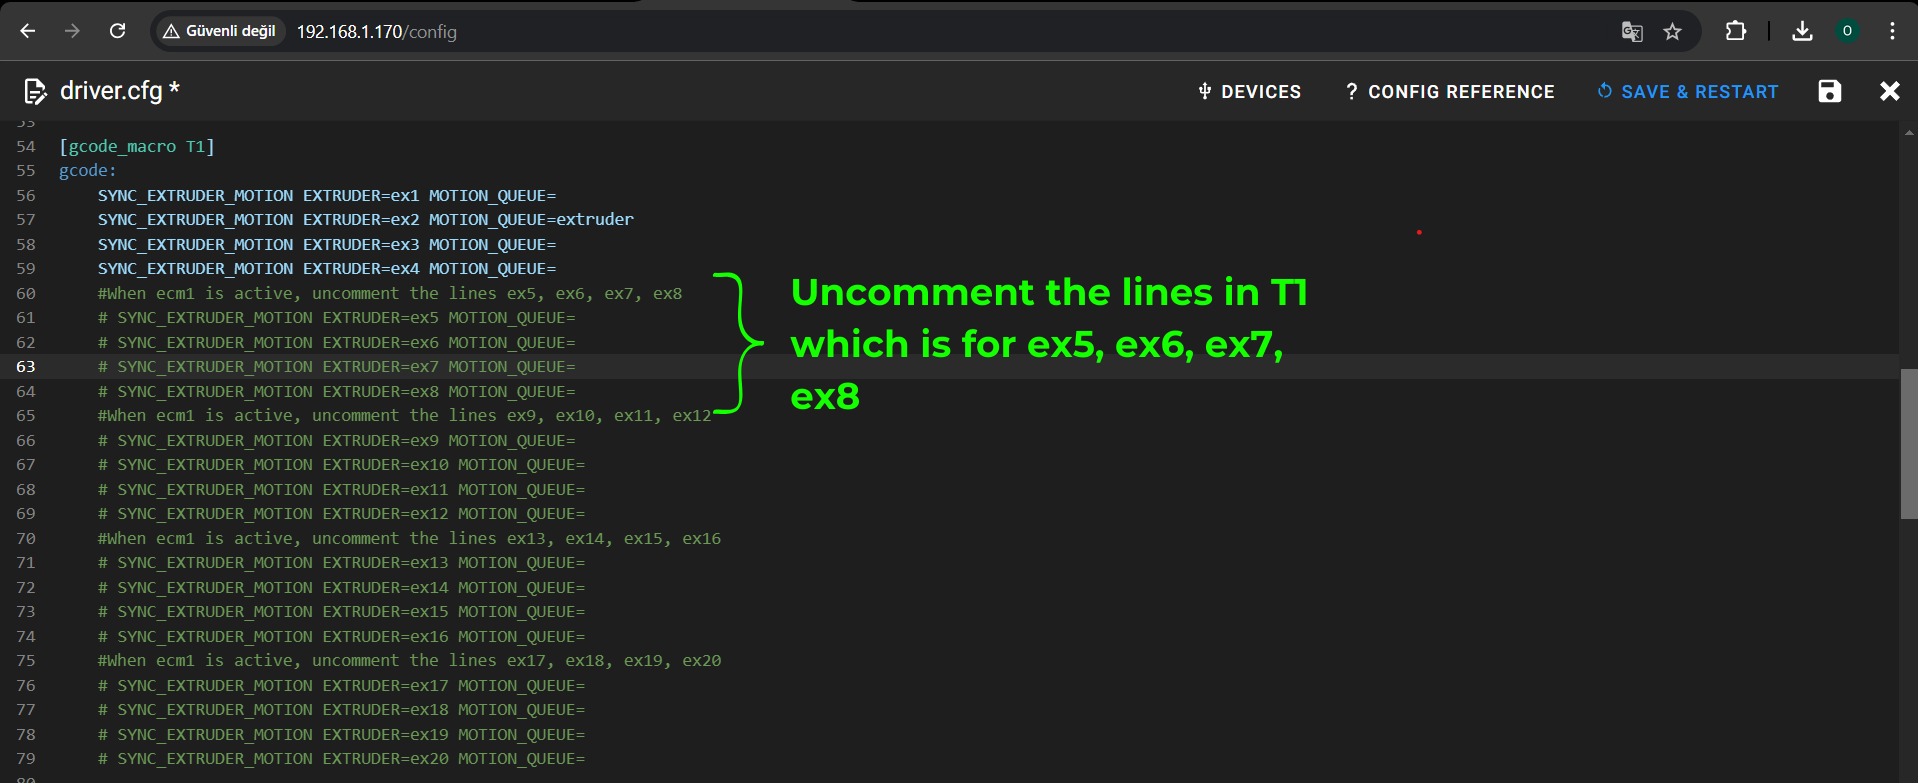 Güvenli değil 192.168.1.170/config O
driver.cfg * DEVICES ? CONFIG REFERENCE SAVE & RESTART
53
54 [gcode_macro T1]
55 gcode:
56 SYNC_EXTRUDER_MOTION EXTRUDER=ex1 MOTION_QUEUE=
57 SYNC_EXTRUDER_MOTION EXTRUDER=ex2 MOTION_QUEUE=extruder
58 SYNC_EXTRUDER_MOTION EXTRUDER=ex3 MOTION_QUEUE=
59 SYNC_EXTRUDER_MOTION EXTRUDER=ex4 MOTION_QUEUE=
60 #When ecm1 is active, uncomment the lines ex5, ex6, ex7, ex8
61 # SYNC_EXTRUDER_MOTION EXTRUDER=ex5 MOTION_QUEUE=
62 # SYNC_EXTRUDER_MOTION EXTRUDER=ex6 MOTION_QUEUE=
63 # SYNC_EXTRUDER_MOTION EXTRUDER=ex7 MOTION_QUEUE=
64 # SYNC_EXTRUDER_MOTION EXTRUDER=ex8 MOTION_QUEUE=
65 #When ecm1 is active, uncomment the lines ex9, ex10, ex11, ex12
66 # SYNC_EXTRUDER_MOTION EXTRUDER=ex9 MOTION_QUEUE=
67 # SYNC_EXTRUDER_MOTION EXTRUDER=ex10 MOTION_QUEUE=
68 # SYNC_EXTRUDER_MOTION EXTRUDER=ex11 MOTION_QUEUE=
69 # SYNC_EXTRUDER_MOTION EXTRUDER=ex12 MOTION_QUEUE=
70 #When ecm1 is active, uncomment the lines ex13, ex14, ex15, ex16
71 # SYNC_EXTRUDER_MOTION EXTRUDER=ex13 MOTION_QUEUE=
72 # SYNC_EXTRUDER_MOTION EXTRUDER=ex14 MOTION_QUEUE=
73 # SYNC_EXTRUDER_MOTION EXTRUDER=ex15 MOTION_QUEUE=
74 # SYNC_EXTRUDER_MOTION EXTRUDER=ex16 MOTION_QUEUE=
75 #When ecm1 is active, uncomment the lines ex17, ex18, ex19, ex20
76 # SYNC_EXTRUDER_MOTION EXTRUDER=ex17 MOTION_QUEUE=
77 # SYNC_EXTRUDER_MOTION EXTRUDER=ex18 MOTION_QUEUE=
78 # SYNC_EXTRUDER_MOTION EXTRUDER=ex19 MOTION_QUEUE=
79 # SYNC_EXTRUDER_MOTION EXTRUDER=ex20 MOTION_QUEUE=
80
Uncomment the lines in T1
which is for ex5, ex6, ex7,
ex8